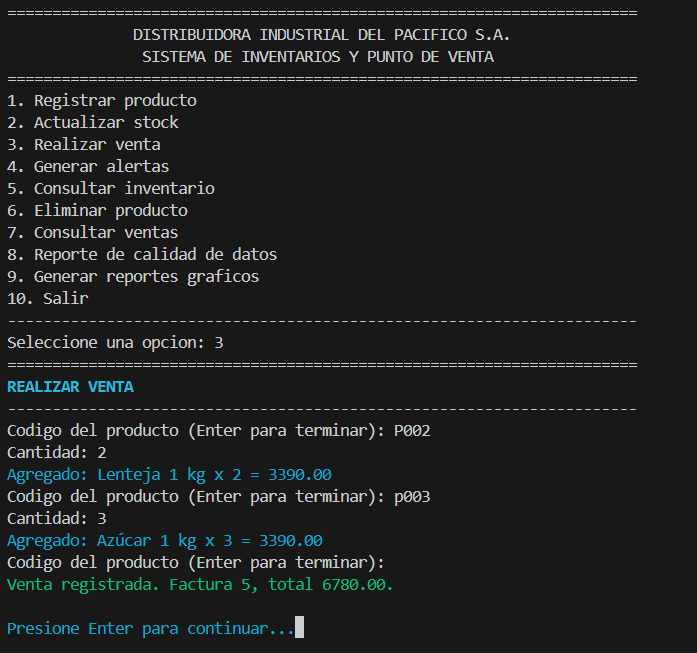 ======================================================================
DISTRIBUIDORA INDUSTRIAL DEL PACIFICO S.A.
SISTEMA DE INVENTARIOS Y PUNTO DE VENTA
======================================================================
1. Registrar producto
2. Actualizar stock
3. Realizar venta
4. Generar alertas
5. Consultar inventario
6. Eliminar producto
7. Consultar ventas
8. Reporte de calidad de datos
9. Generar reportes graficos
10. Salir
----------------------------------------------------------------------
Seleccione una opcion: 3
======================================================================
REALIZAR VENTA
----------------------------------------------------------------------
Codigo del producto (Enter para terminar): P002
Cantidad: 2
Agregado: Lenteja 1 kg x 2 = 3390.00
Codigo del producto (Enter para terminar): p003
Cantidad: 3
Agregado: Azúcar 1 kg x 3 = 3390.00
Codigo del producto (Enter para terminar):
Venta registrada. Factura 5, total 6780.00.
Presione Enter para continuar...